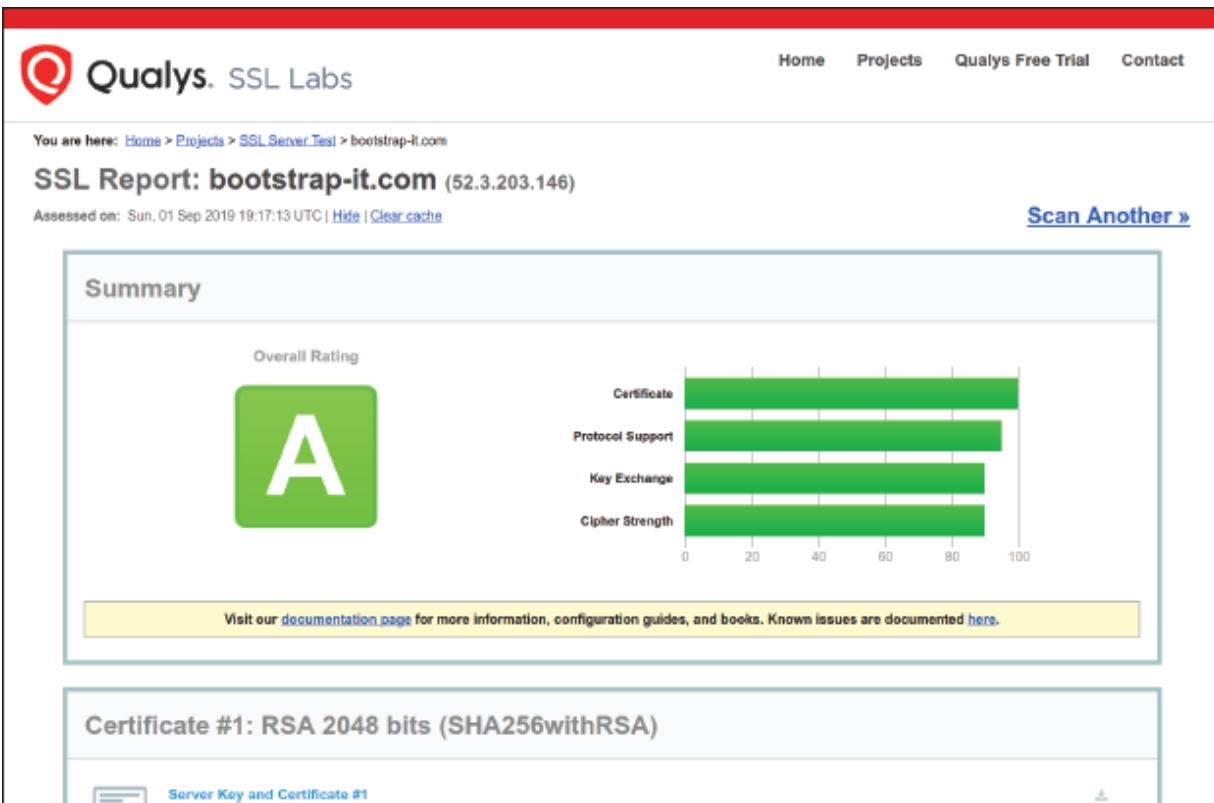 Qualys. SSL Labs
Home Projects Qualys Free Trial Contact
You are here: Home > Projects > SSL Server Test > bootstrap-it.com
SSL Report: bootstrap-it.com (52.3.203.146)
Assessed on: Sun, 01 Sep 2019 19:17:13 UTC | Hide | Clear cache
Scan Another »
Summary
Overall Rating
A
Certificate
Protocol Support
Key Exchange
Cipher Strength
0 20 40 60 80 100
Visit our documentation page for more information, configuration guides, and books. Known issues are documented here.
Certificate #1: RSA 2048 bits (SHA256withRSA)
Server Key and Certificate #1